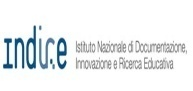 indire
Istituto Nazionale di Documentazione,
Innovazione e Ricerca Educativa